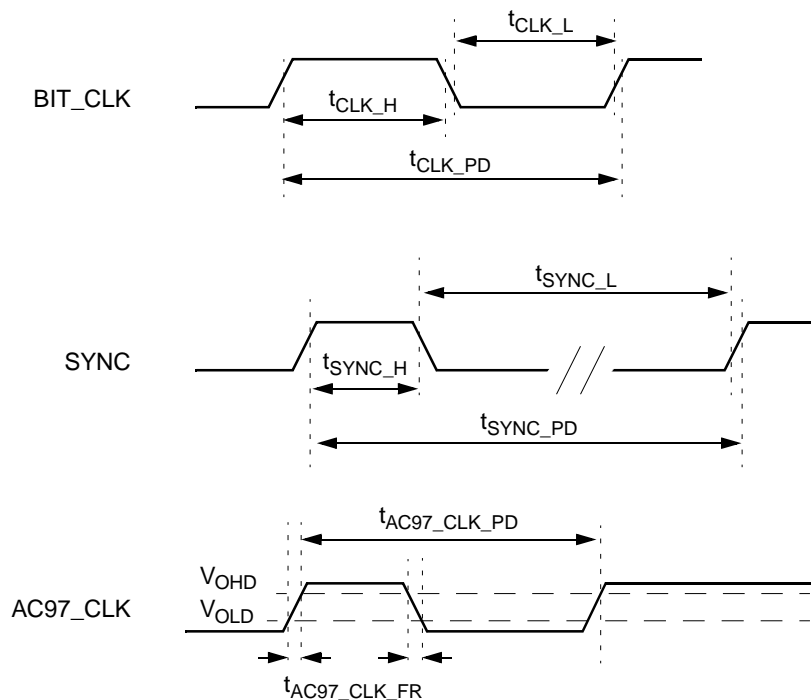 tCLK_L
BIT_CLK
tCLK_H
tCLK_PD
tSYNC_L
SYNC
tSYNC_H
tSYNC_PD
tAC97_CLK_PD
VOHD
AC97_CLK
VOLD
tAC97_CLK_FR